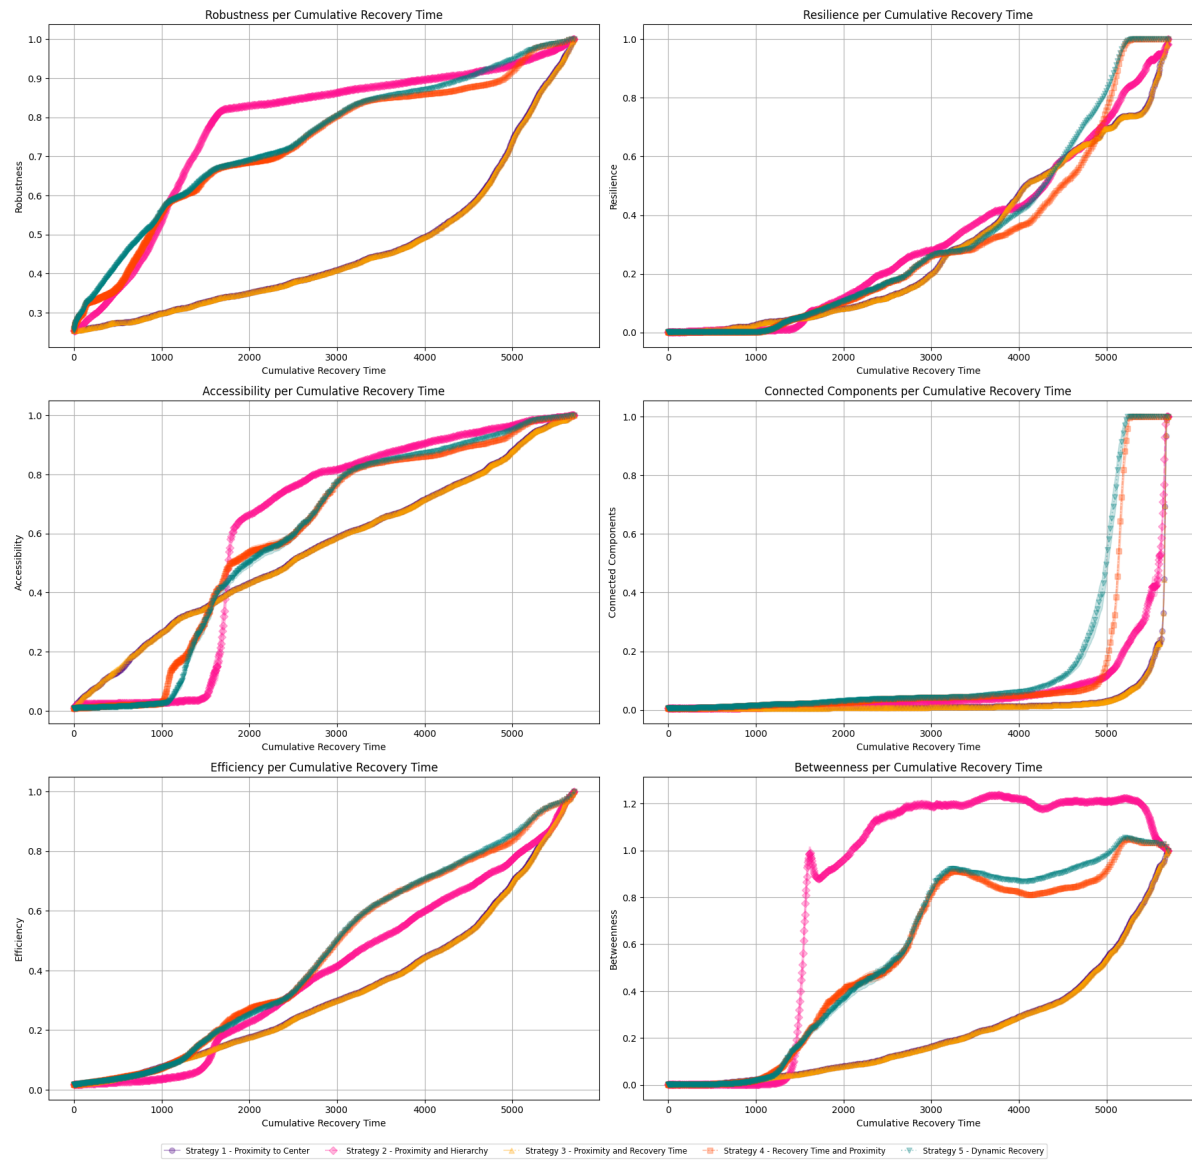 Robustness per Cumulative Recovery Time
Robustness
1.0
0.9
0.8
0.7
0.6
0.5
0.4
0.3
0 1000 2000 3000 4000 5000
Cumulative Recovery Time
Resilience per Cumulative Recovery Time
Resilience
1.0
0.8
0.6
0.4
0.2
0.0
0 1000 2000 3000 4000 5000
Cumulative Recovery Time
Accessibility per Cumulative Recovery Time
Accessibility
1.0
0.8
0.6
0.4
0.2
0.0
0 1000 2000 3000 4000 5000
Cumulative Recovery Time
Connected Components per Cumulative Recovery Time
Connected Components
1.0
0.8
0.6
0.4
0.2
0.0
0 1000 2000 3000 4000 5000
Cumulative Recovery Time
Efficiency per Cumulative Recovery Time
Efficiency
1.0
0.8
0.6
0.4
0.2
0.0
0 1000 2000 3000 4000 5000
Cumulative Recovery Time
Betweenness per Cumulative Recovery Time
Betweenness
1.2
1.0
0.8
0.6
0.4
0.2
0.0
0 1000 2000 3000 4000 5000
Cumulative Recovery Time
Strategy 1 - Proximity to Center Strategy 2 - Proximity and Hierarchy Strategy 3 - Proximity and Recovery Time Strategy 4 - Recovery Time and Proximity Strategy 5 - Dynamic Recovery